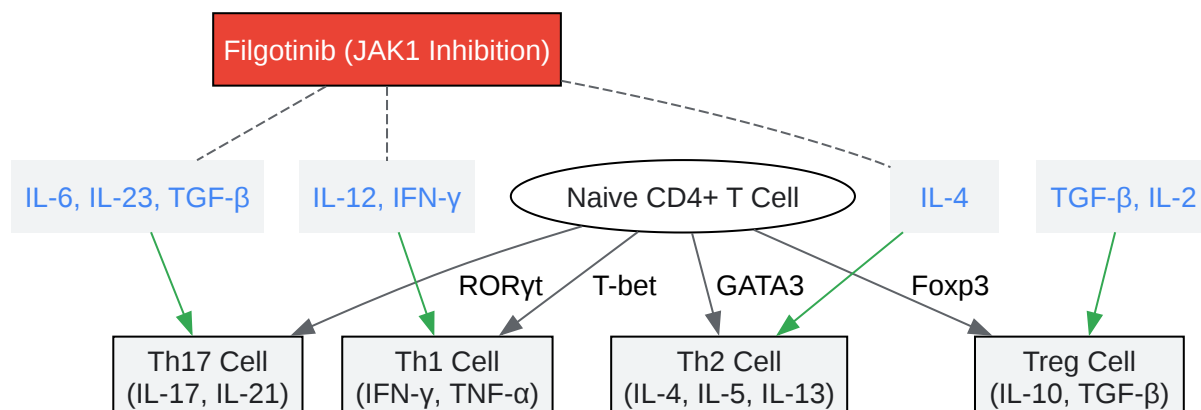 Filgotinib (JAK1 Inhibition)
IL-6, IL-23, TGF-β
IL-12, IFN-γ
Naive CD4+ T Cell
IL-4
TGF-β, IL-2
RORγt
T-bet
GATA3
Foxp3
Th17 Cell
(IL-17, IL-21)
Th1 Cell
(IFN-γ, TNF-α)
Th2 Cell
(IL-4, IL-5, IL-13)
Treg Cell
(IL-10, TGF-β)